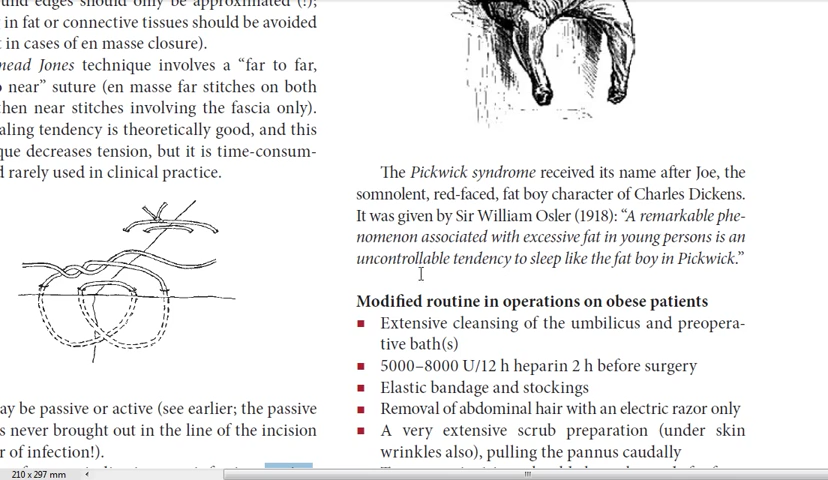 und edges should only be approximated (!);
in fat or connective tissues should be avoided
t in cases of en masse closure).
nead Jones technique involves a “far to far,
o near” suture (en masse far stitches on both
then near stitches involving the fascia only).
aling tendency is theoretically good, and this
que decreases tension, but it is time-consum-
d rarely used in clinical practice.
ay be passive or active (see earlier; the passive
s never brought out in the line of the incision
r of infection!).
The Pickwick syndrome received its name after Joe, the
somnolent, red-faced, fat boy character of Charles Dickens.
It was given by Sir William Osler (1918): “A remarkable phe-
nomenon associated with excessive fat in young persons is an
uncontrollable tendency to sleep like the fat boy in Pickwick.”
Modified routine in operations on obese patients
■ Extensive cleansing of the umbilicus and preopera-
tive bath(s)
■ 5000–8000 U/12 h heparin 2 h before surgery
■ Elastic bandage and stockings
■ Removal of abdominal hair with an electric razor only
■ A very extensive scrub preparation (under skin
wrinkles also), pulling the pannus caudally
210 x 297 mm